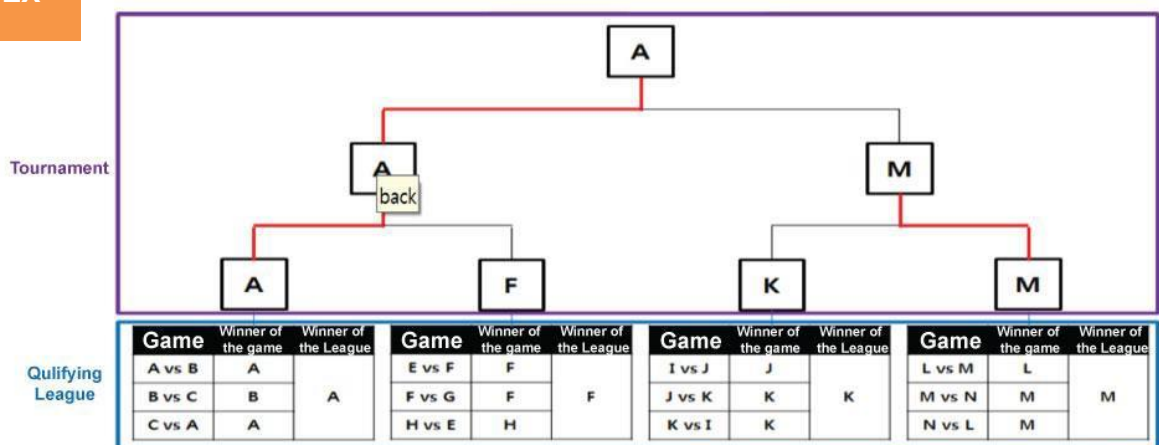 A
Tournament
A
M
back
A
F
K
M
Qulifying
League
Game Winner of the game Winner of the League
A vs B A
B vs C B A
C vs A A
Game Winner of the game Winner of the League
E vs F F
F vs G F F
H vs E H
Game Winner of the game Winner of the League
I vs J J
J vs K K K
K vs I K
Game Winner of the game Winner of the League
L vs M L
M vs N M M
N vs L M